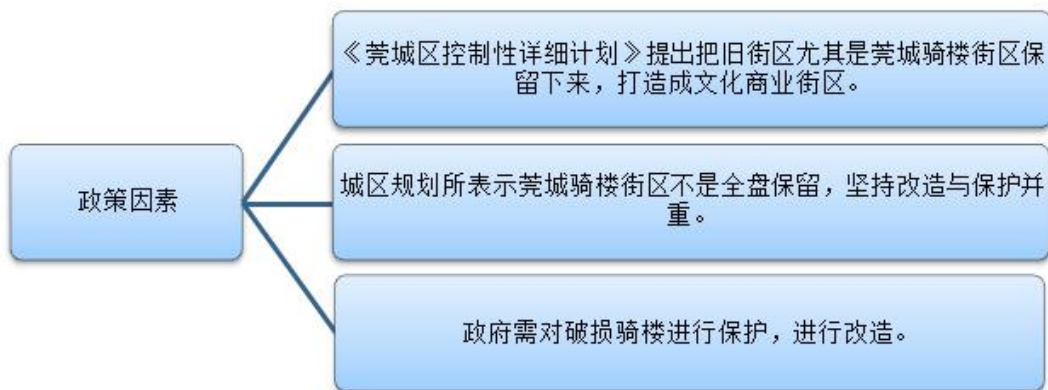 《莞城区控制性详细计划》提出把旧街区尤其是莞城骑楼街区保
留下来，打造成文化商业街区。
政策因素
城区规划所表示莞城骑楼街区不是全盘保留，坚持改造与保护并
重。
政府需对破损骑楼进行保护，进行改造。